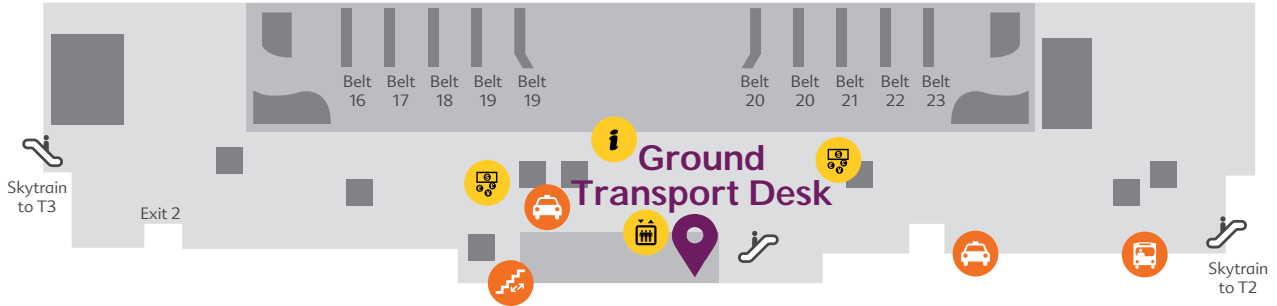 Belt
16
Belt
17
Belt
18
Belt
19
Belt
19
Belt
20
Belt
20
Belt
21
Belt
22
Belt
23
i
Ground
Transport Desk
Skytrain
to T3
Exit 2
Skytrain
to T2